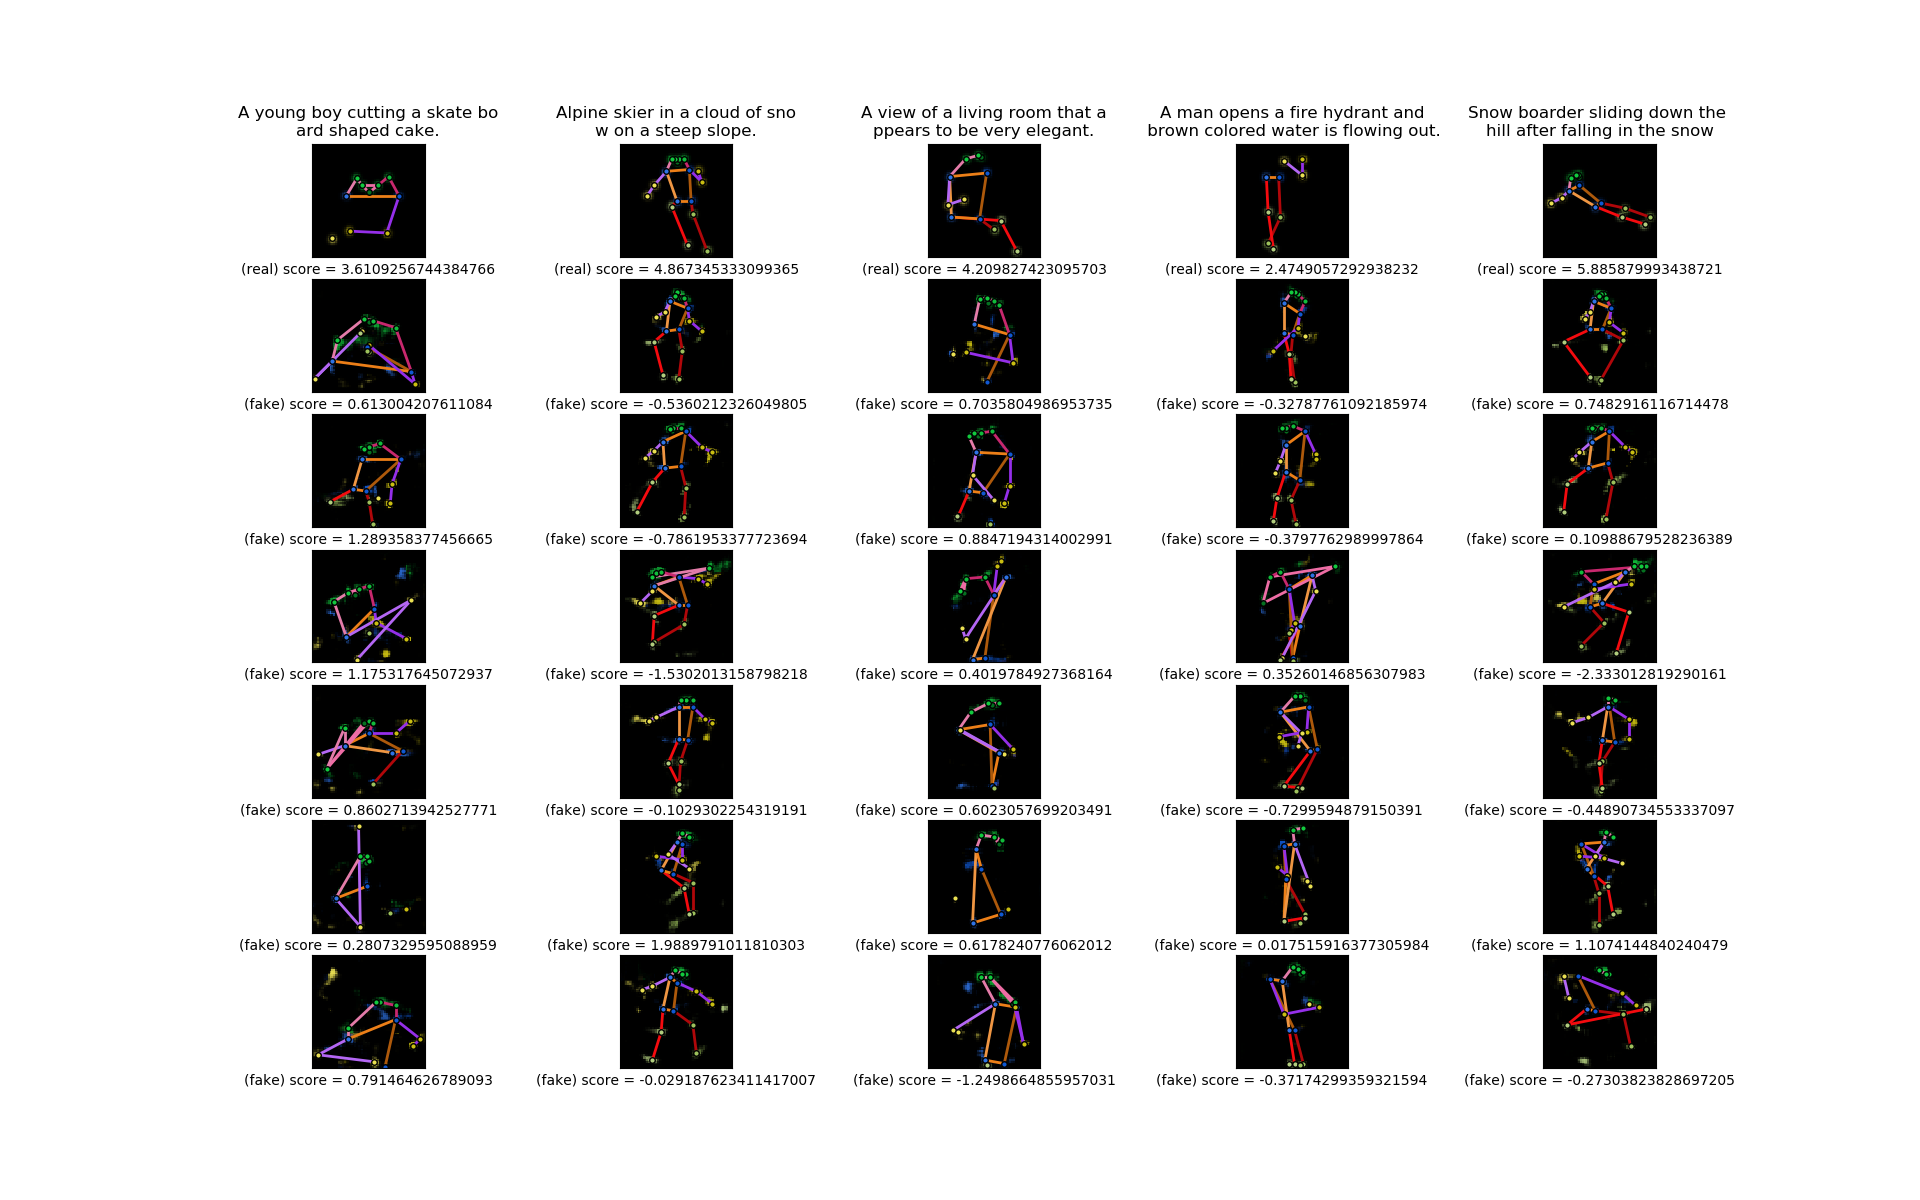 A young boy cutting a skate bo
ard shaped cake.
Alpine skier in a cloud of sno
w on a steep slope.
A view of a living room that a
ppears to be very elegant.
A man opens a fire hydrant and
brown colored water is flowing out.
Snow boarder sliding down the
hill after falling in the snow
(real) score = 3.6109256744384766
(real) score = 4.867345333099365
(real) score = 4.209827423095703
(real) score = 2.4749057292938232
(real) score = 5.885879993438721
(fake) score = 0.613004207611084
(fake) score = -0.5360212326049805
(fake) score = 0.7035804986953735
(fake) score = -0.32787761092185974
(fake) score = 0.7482916116714478
(fake) score = 1.289358377456665
(fake) score = -0.7861953377723694
(fake) score = 0.8847194314002991
(fake) score = -0.3797762989997864
(fake) score = 0.10988679528236389
(fake) score = 1.175317645072937
(fake) score = -1.5302013158798218
(fake) score = 0.4019784927368164
(fake) score = 0.35260146856307983
(fake) score = -2.333012819290161
(fake) score = 0.8602713942527771
(fake) score = -0.1029302254319191
(fake) score = 0.6023057699203491
(fake) score = -0.7299594879150391
(fake) score = -0.44890734553337097
(fake) score = 0.2807329595088959
(fake) score = 1.9889791011810303
(fake) score = 0.6178240776062012
(fake) score = 0.017515916377305984
(fake) score = 1.1074144840240479
(fake) score = 0.791464626789093
(fake) score = -0.029187623411417007
(fake) score = -1.2498664855957031
(fake) score = -0.37174299359321594
(fake) score = -0.27303823828697205